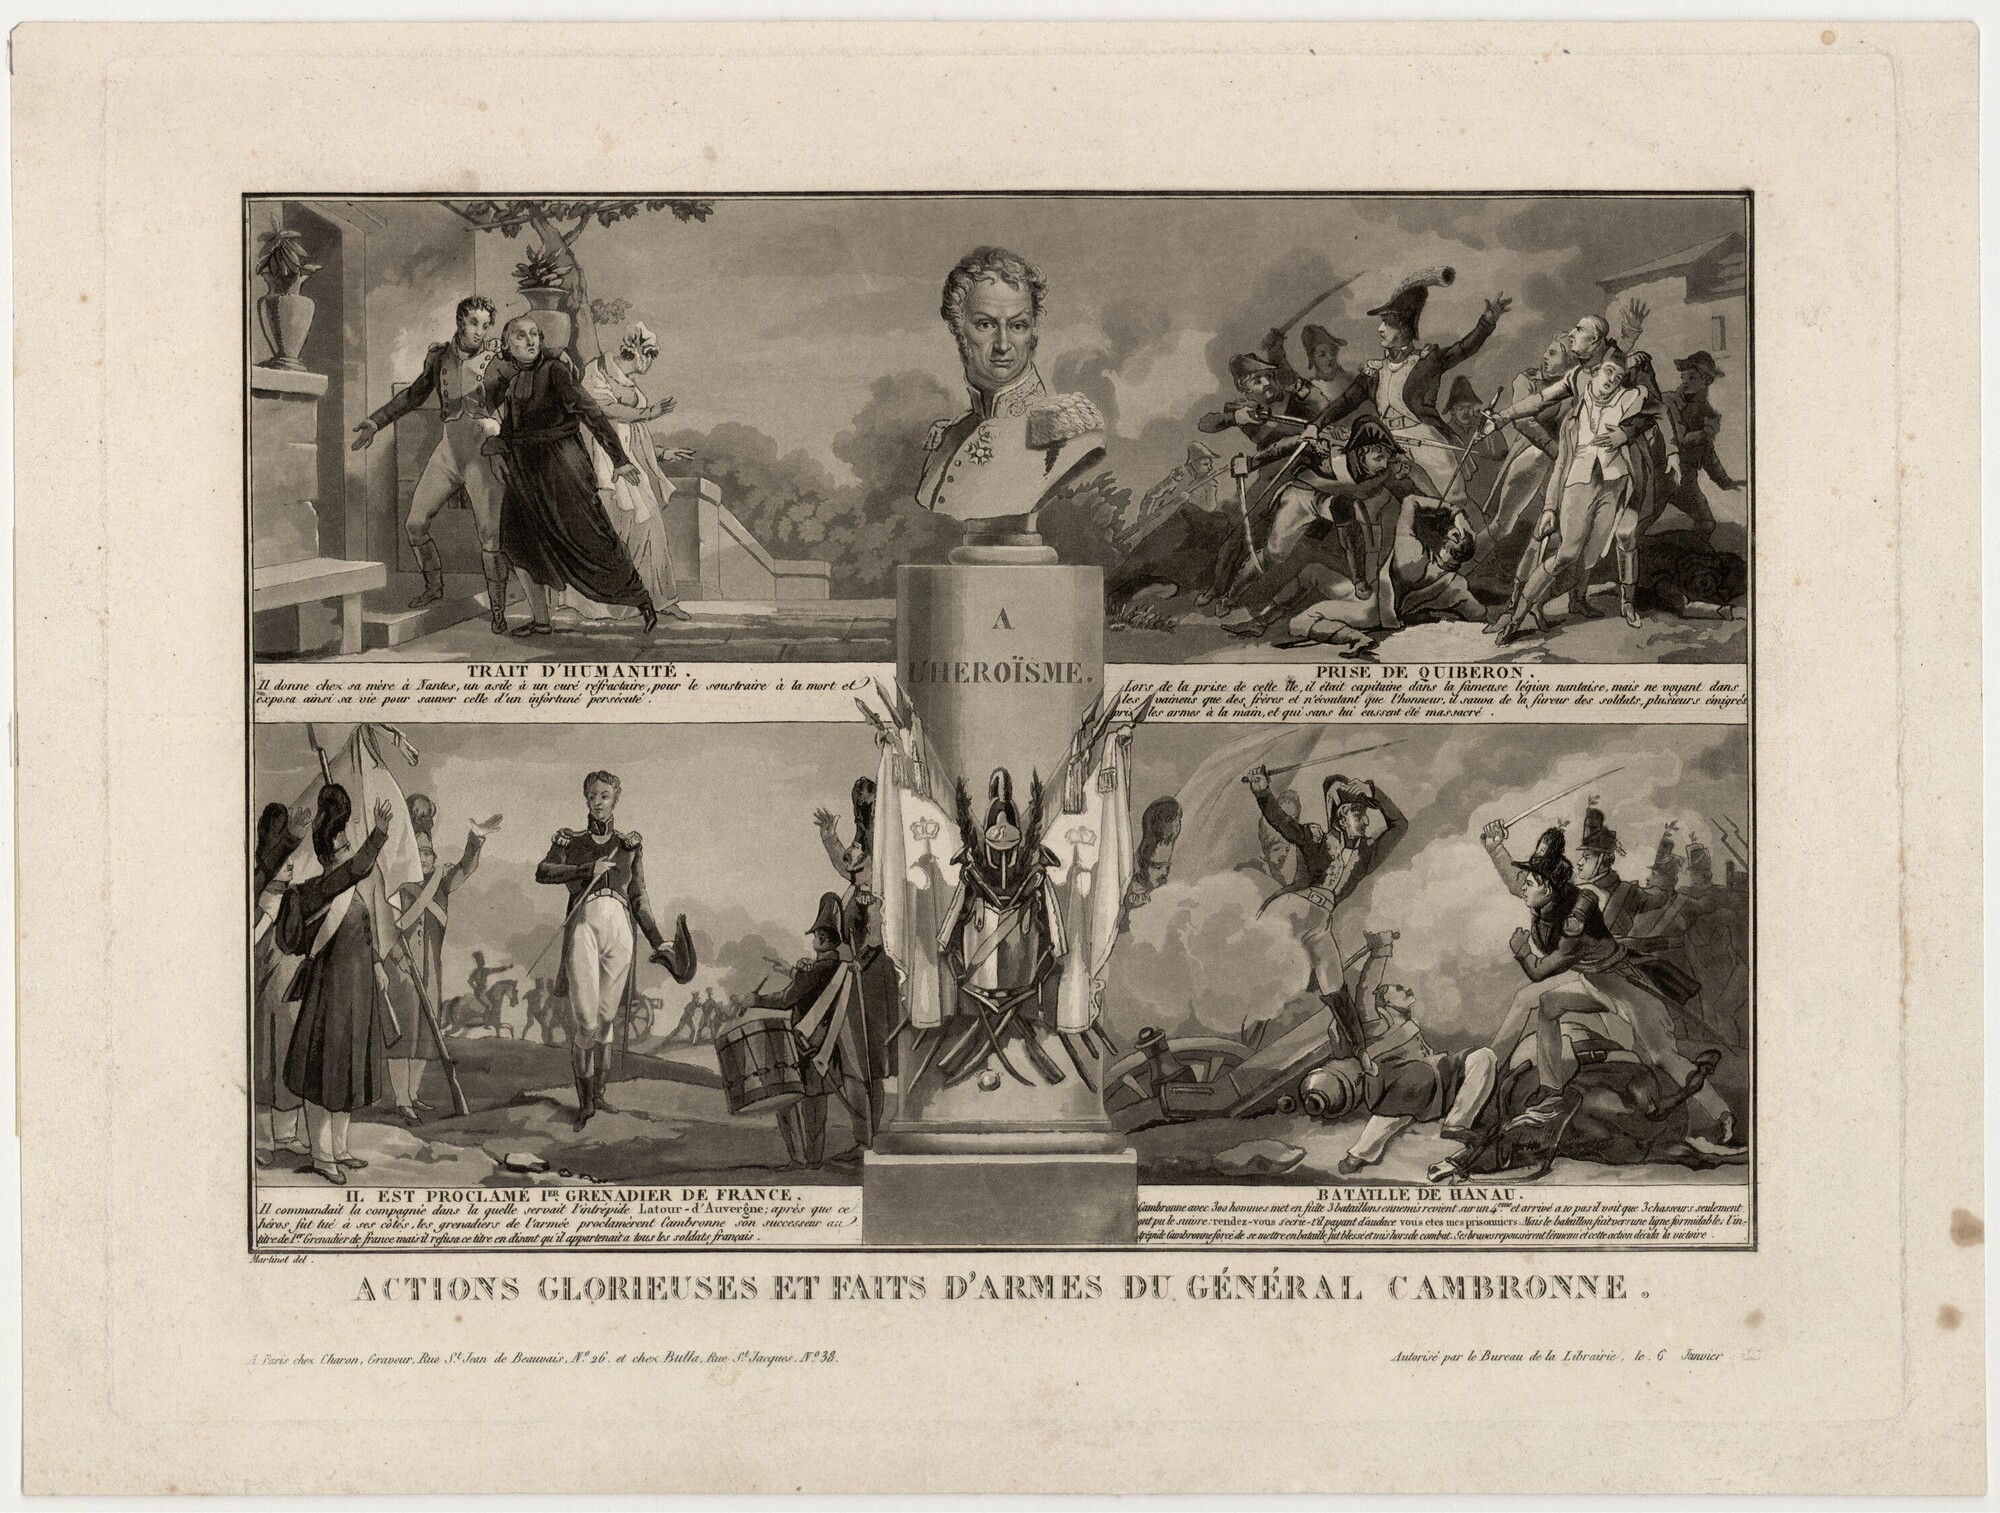 A
L'HEROÏSME.
TRAIT D'HUMANITÉ.
Il donne chez sa mère à Nantes, un asile à un curé réfractaire, pour le soustraire à la mort et
exposa ainsi sa vie pour sauver celle d'un infortuné persécuté.
PRISE DE QUIBERON.
Lors de la prise de cette île, il était capitaine dans la fameuse légion nantaise, mais ne voyant dans
les vaincus que des frères et n'écoutant que l'honneur, il sauva de la fureur des soldats, plusieurs émigrés
pris les armes à la main, et qui sans lui eussent été massacré.
IL EST PROCLAMÉ 1ER. GRENADIER DE FRANCE.
Il commandait la compagnie dans la quelle servait l'intrépide Latour-d'Auvergne; après que ce
héros fut tué à ses côtés, les grenadiers de l'armée proclamèrent Cambronne son successeur au
titre de 1er Grenadier de france mais il refusa ce titre en disant qu'il appartenait a tous les soldats français.
BATATLLE DE HANAU.
Cambronne avec 300 hommes met en fuite 3 bataillons ennemis revient sur un 4eme et arrivé a 10 pas il voit que 3 chasseurs seulement
ont pu le suivre. rendez-vous s'ecrie-t'il payant d'audace vous etes mes prisonniers. Mais le bataillon fuit vers une ligne formidable: l'in-
trépide Cambronne forcé de se mettre en bataille fut blessé et mis hors de combat. Ses braves repoussèrent l'ennemi et cette action décida la victoire.
Martinet del.
ACTIONS GLORIEUSES ET FAITS D'ARMES DU GÉNÉRAL CAMBRONNE.
A Paris chez Charon, Graveur, Rue St. Jean de Beauvais, No. 26. et chez Bulla, Rue St. Jacques, No. 38.
Autorisé par le Bureau de la Librairie, le 6 Janvier